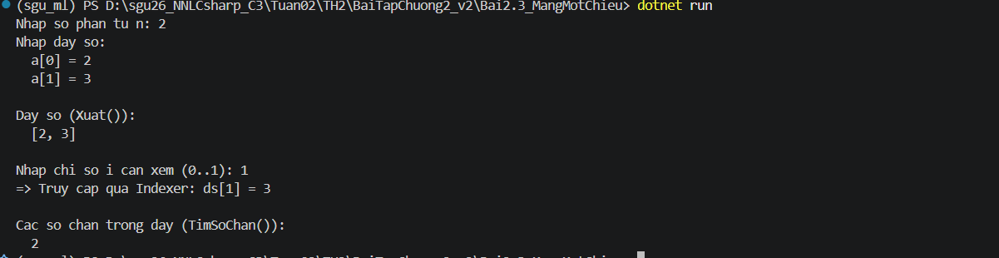 (sgu_ml) PS D:\sgu26_NNLCsharp_C3\Tuan02\TH2\BaiTapChuong2_v2\Bai2.3_MangMotChieu> dotnet run
Nhap so phan tu n: 2
Nhap day so:
  a[0] = 2
  a[1] = 3
Day so (Xuat()):
  [2, 3]
Nhap chi so i can xem (0..1): 1
=> Truy cap qua Indexer: ds[1] = 3
Cac so chan trong day (TimSoChan()):
  2